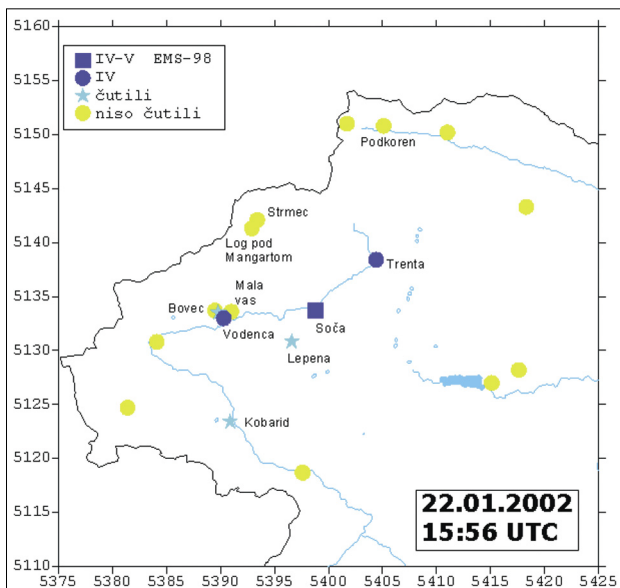 5160
5155
5150
5145
5140
5135
5130
5125
5120
5115
5110
IV-V EMS-98
IV
čutili
niso čutili
Podkoren
Strmec
Log pod
Mangartom
Trenta
Mala
vas
Bovec
Vodenca
Soča
Lepena
Kobarid
22.01.2002
15:56 UTC
5375 5380 5385 5390 5395 5400 5405 5410 5415 5420 5425